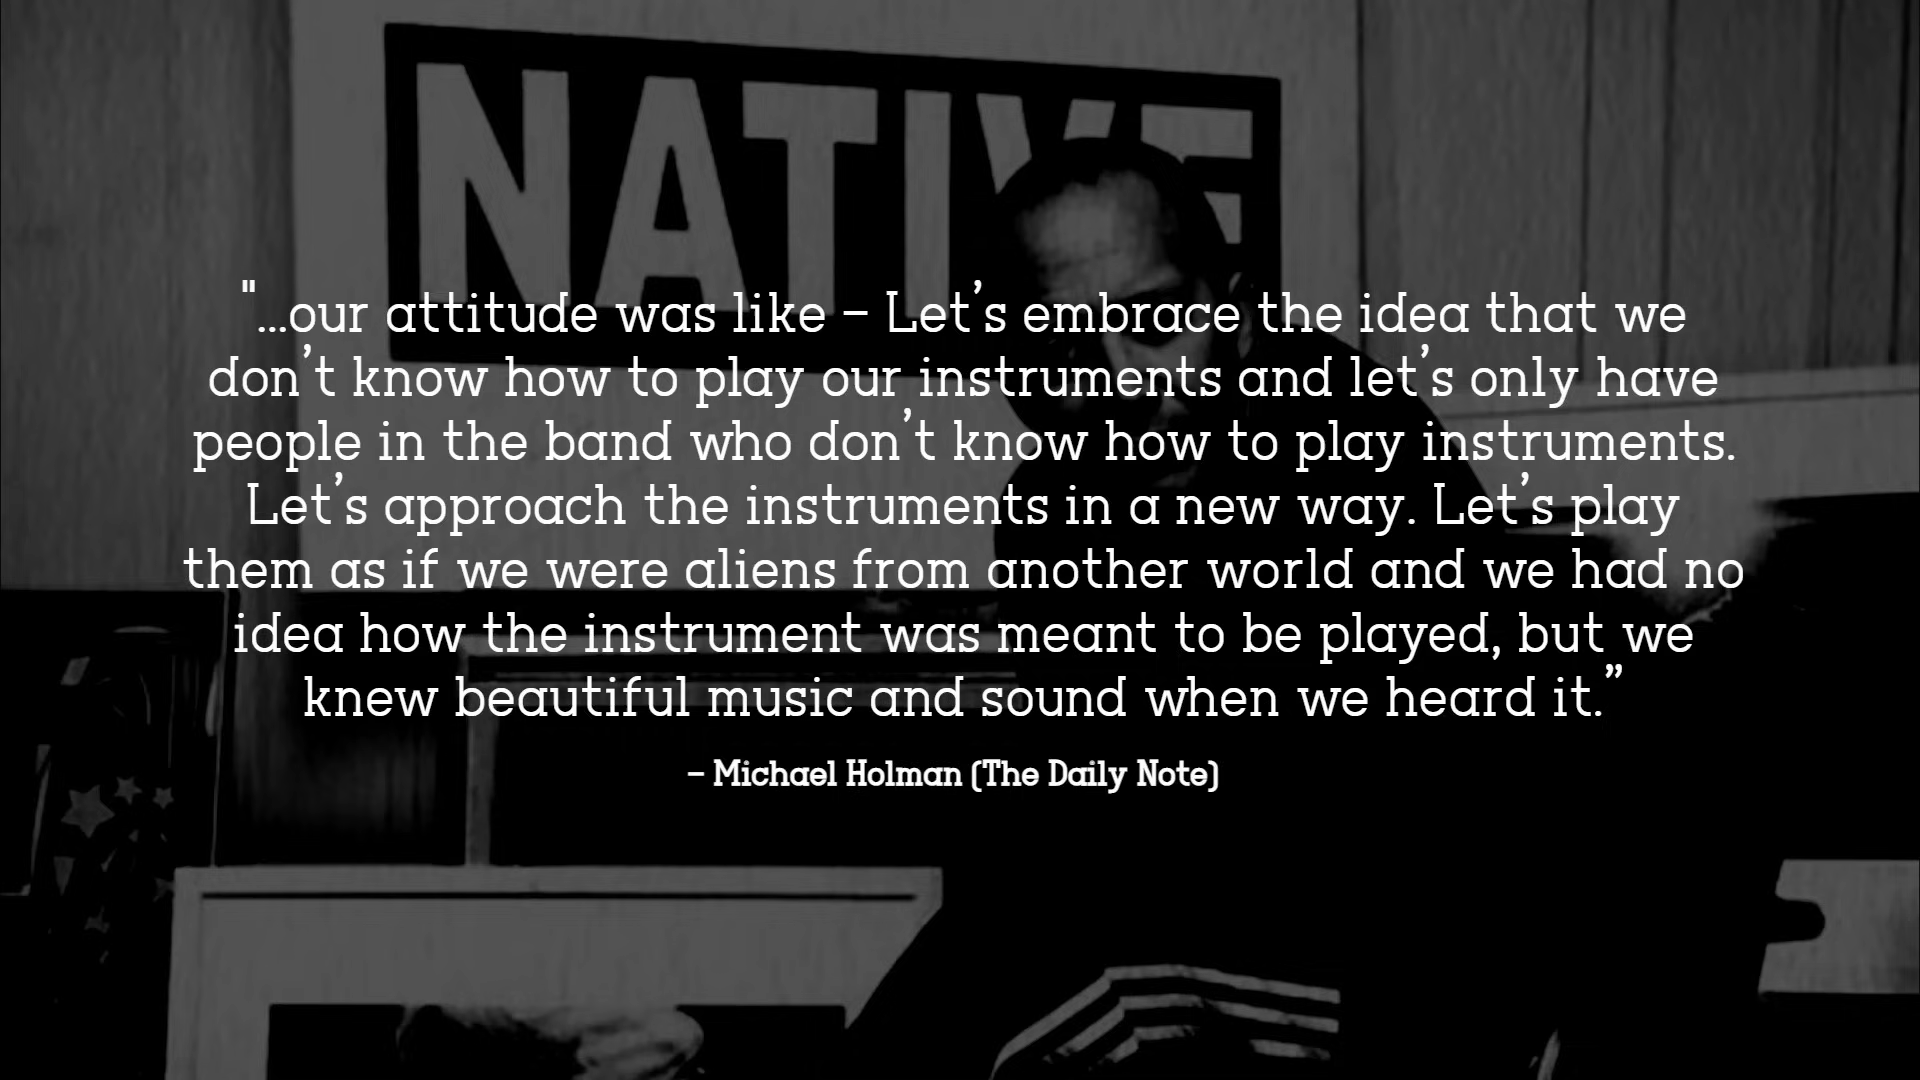 NATIVE
"...our attitude was like – Let’s embrace the idea that we
don’t know how to play our instruments and let’s only have
people in the band who don’t know how to play instruments.
Let’s approach the instruments in a new way. Let’s play
them as if we were aliens from another world and we had no
idea how the instrument was meant to be played, but we
knew beautiful music and sound when we heard it.”
– Michael Holman (The Daily Note)